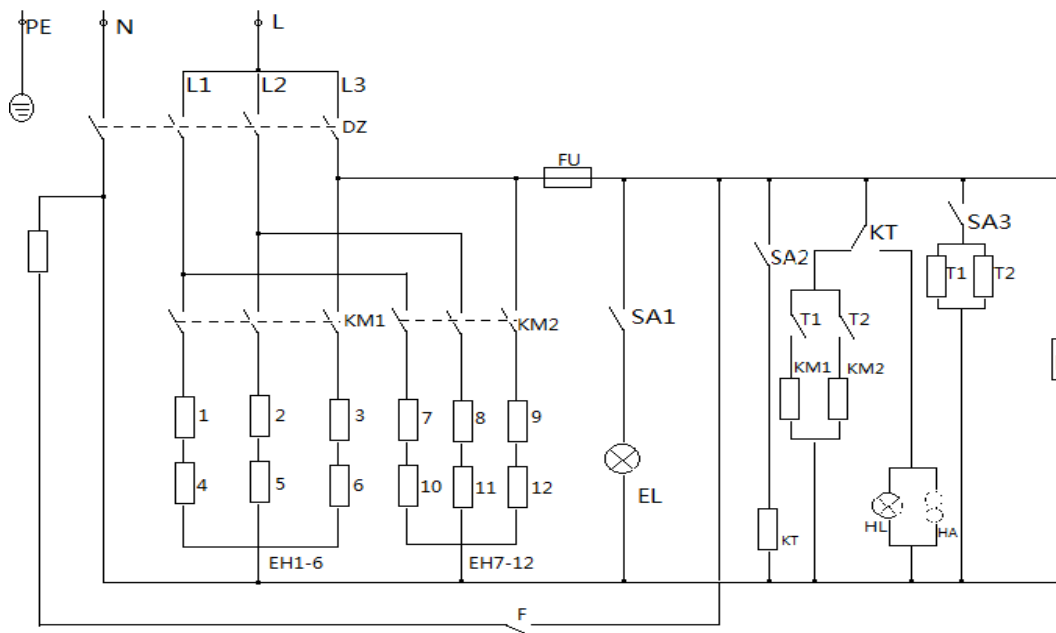 PE
N
L
L1
L2
L3
DZ
FU
SA3
KT
SA2
T1
T2
KM1
KM2
SA1
T1
T2
KM1
KM2
1
2
3
7
8
9
4
5
6
10
11
12
EL
HL
HA
KT
EH1-6
EH7-12
F